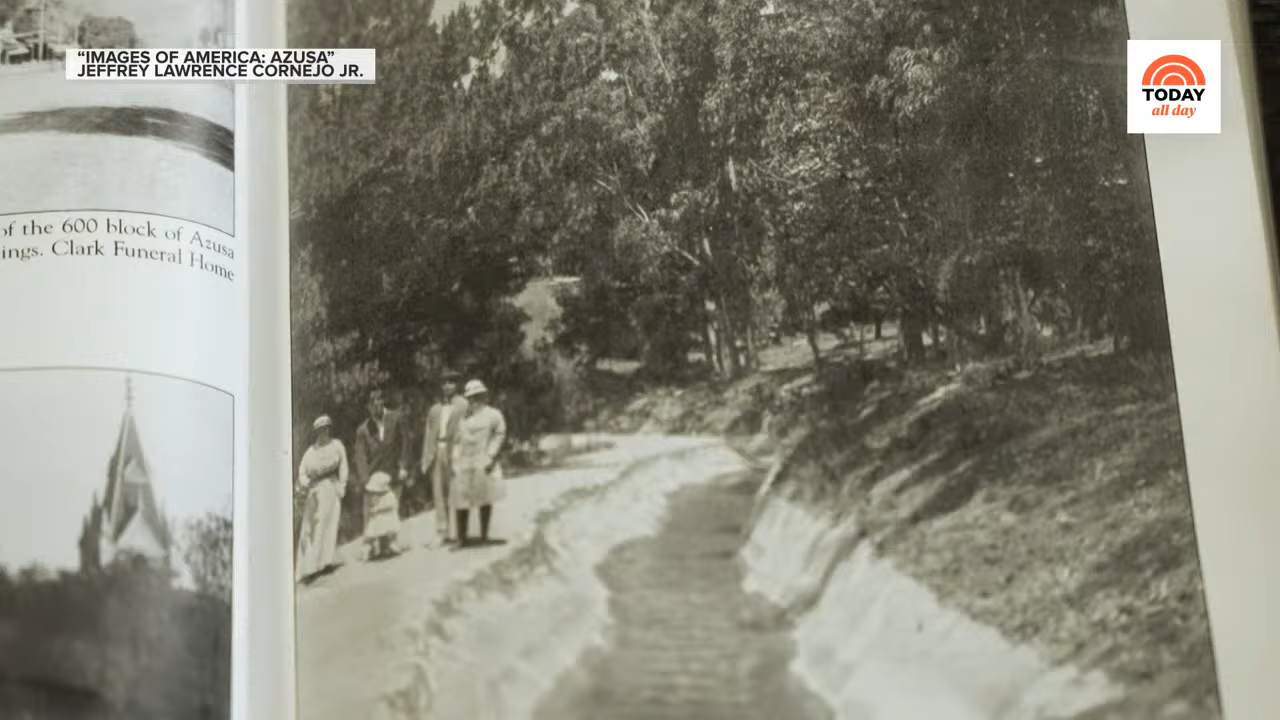 “IMAGES OF AMERICA: AZUSA”
JEFFREY LAWRENCE CORNEJO JR.
TODAY
all day
of the 600 block of Azusa
ings. Clark Funeral Home